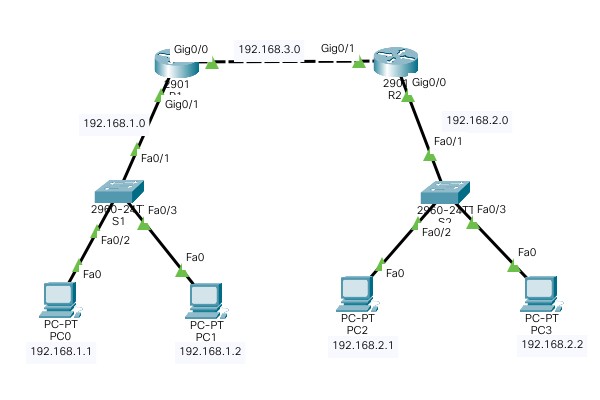 Gig0/0
192.168.3.0
Gig0/1
2901
R1
Gig0/1
2901
R2
Gig0/0
192.168.1.0
192.168.2.0
Fa0/1
Fa0/1
2960-24TT
S1
Fa0/3
Fa0/2
2960-24TT
S2
Fa0/3
Fa0/2
Fa0
Fa0
Fa0
Fa0
PC-PT
PC0
192.168.1.1
PC-PT
PC1
192.168.1.2
PC-PT
PC2
192.168.2.1
PC-PT
PC3
192.168.2.2